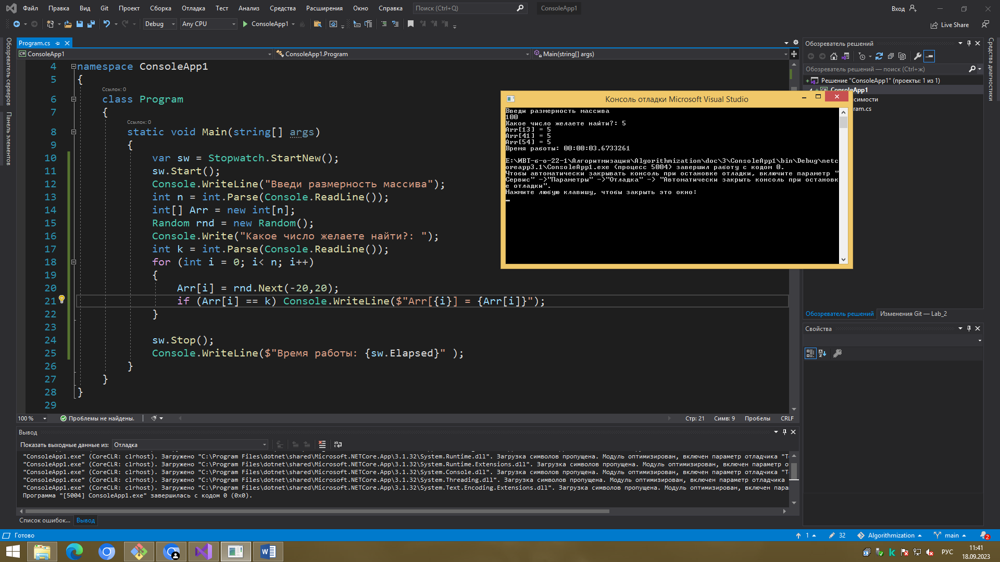 Файл Правка Вид Git Проект Сборка Отладка Тест Анализ Средства Расширения Окно Справка Поиск (Ctrl+Q) ConsoleApp1 Вход
Debug Any CPU ConsoleApp1 Live Share
Обозреватель серверов
Панель элементов
Program.cs
ConsoleApp1 ConsoleApp1.Program Main(string[] args)
4 namespace ConsoleApp1
5 {
Ссылок: 0
6 class Program
7 {
Ссылок: 0
8 static void Main(string[] args)
9 {
10 var sw = Stopwatch.StartNew();
11 sw.Start();
12 Console.WriteLine("Введи размерность массива");
13 int n = int.Parse(Console.ReadLine());
14 int[] Arr = new int[n];
15 Random rnd = new Random();
16 Console.Write("Какое число желаете найти?: ");
17 int k = int.Parse(Console.ReadLine());
18 for (int i = 0; i< n; i++)
19 {
20 Arr[i] = rnd.Next(-20,20);
21 if (Arr[i] == k) Console.WriteLine($"Arr[{i}] = {Arr[i]}");
22 }
23
24 sw.Stop();
25 Console.WriteLine($"Время работы: {sw.Elapsed}" );
26 }
27 }
28 }
29
100 % Проблемы не найдены. Стр: 21 Симв: 9 Пробелы CRLF
Консоль отладки Microsoft Visual Studio
Введи размерность массива
100
Какое число желаете найти?: 5
Arr[13] = 5
Arr[41] = 5
Arr[54] = 5
Время работы: 00:00:03.6733261
E:\ИВТ-б-о-22-1\Алгоритмизация\Algorithmization\doc\3\ConsoleApp1\bin\Debug\netc
oreapp3.1\ConsoleApp1.exe (процесс 5004) завершил работу с кодом 0.
Чтобы автоматически закрывать консоль при остановке отладки, включите параметр "
Сервис" ->"Параметры" ->"Отладка" -> "Автоматически закрыть консоль при остановк
е отладки".
Нажмите любую клавишу, чтобы закрыть это окно:
Обозреватель решений
Обозреватель решений — поиск (Ctrl+ж)
Решение "ConsoleApp1" (проекты: 1 из 1)
ConsoleApp1
симости
ram.cs
Средства диагностики
Обозреватель решений Изменения Git — Lab_2
Свойства
Вывод
Показать выходные данные из: Отладка
"ConsoleApp1.exe" (CoreCLR: clrhost). Загружено "C:\Program Files\dotnet\shared\Microsoft.NETCore.App\3.1.32\System.Runtime.dll". Загрузка символов пропущена. Модуль оптимизирован, включен параметр отладчика "Т
"ConsoleApp1.exe" (CoreCLR: clrhost). Загружено "C:\Program Files\dotnet\shared\Microsoft.NETCore.App\3.1.32\System.Runtime.Extensions.dll". Загрузка символов пропущена. Модуль оптимизирован, включен параметр о
"ConsoleApp1.exe" (CoreCLR: clrhost). Загружено "C:\Program Files\dotnet\shared\Microsoft.NETCore.App\3.1.32\System.Console.dll". Загрузка символов пропущена. Модуль оптимизирован, включен параметр отладчика "Т
"ConsoleApp1.exe" (CoreCLR: clrhost). Загружено "C:\Program Files\dotnet\shared\Microsoft.NETCore.App\3.1.32\System.Threading.dll". Загрузка символов пропущена. Модуль оптимизирован, включен параметр отладчика
"ConsoleApp1.exe" (CoreCLR: clrhost). Загружено "C:\Program Files\dotnet\shared\Microsoft.NETCore.App\3.1.32\System.Text.Encoding.Extensions.dll". Загрузка символов пропущена. Модуль оптимизирован, включен пара
Программа "[5004] ConsoleApp1.exe" завершилась с кодом 0 (0x0).
Список ошибок... Вывод
Готово 1 32 Algorithmization main 2
РУС 11:41
18.09.2023